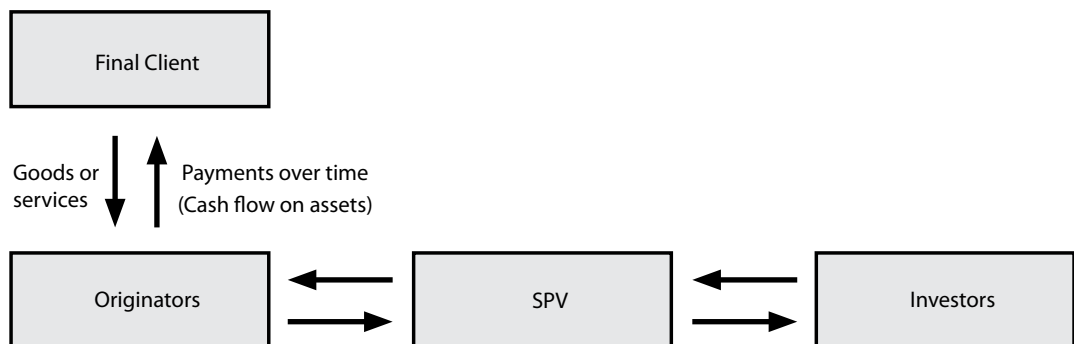 Final Client
Goods or
services
Payments over time
(Cash flow on assets)
Originators
SPV
Investors